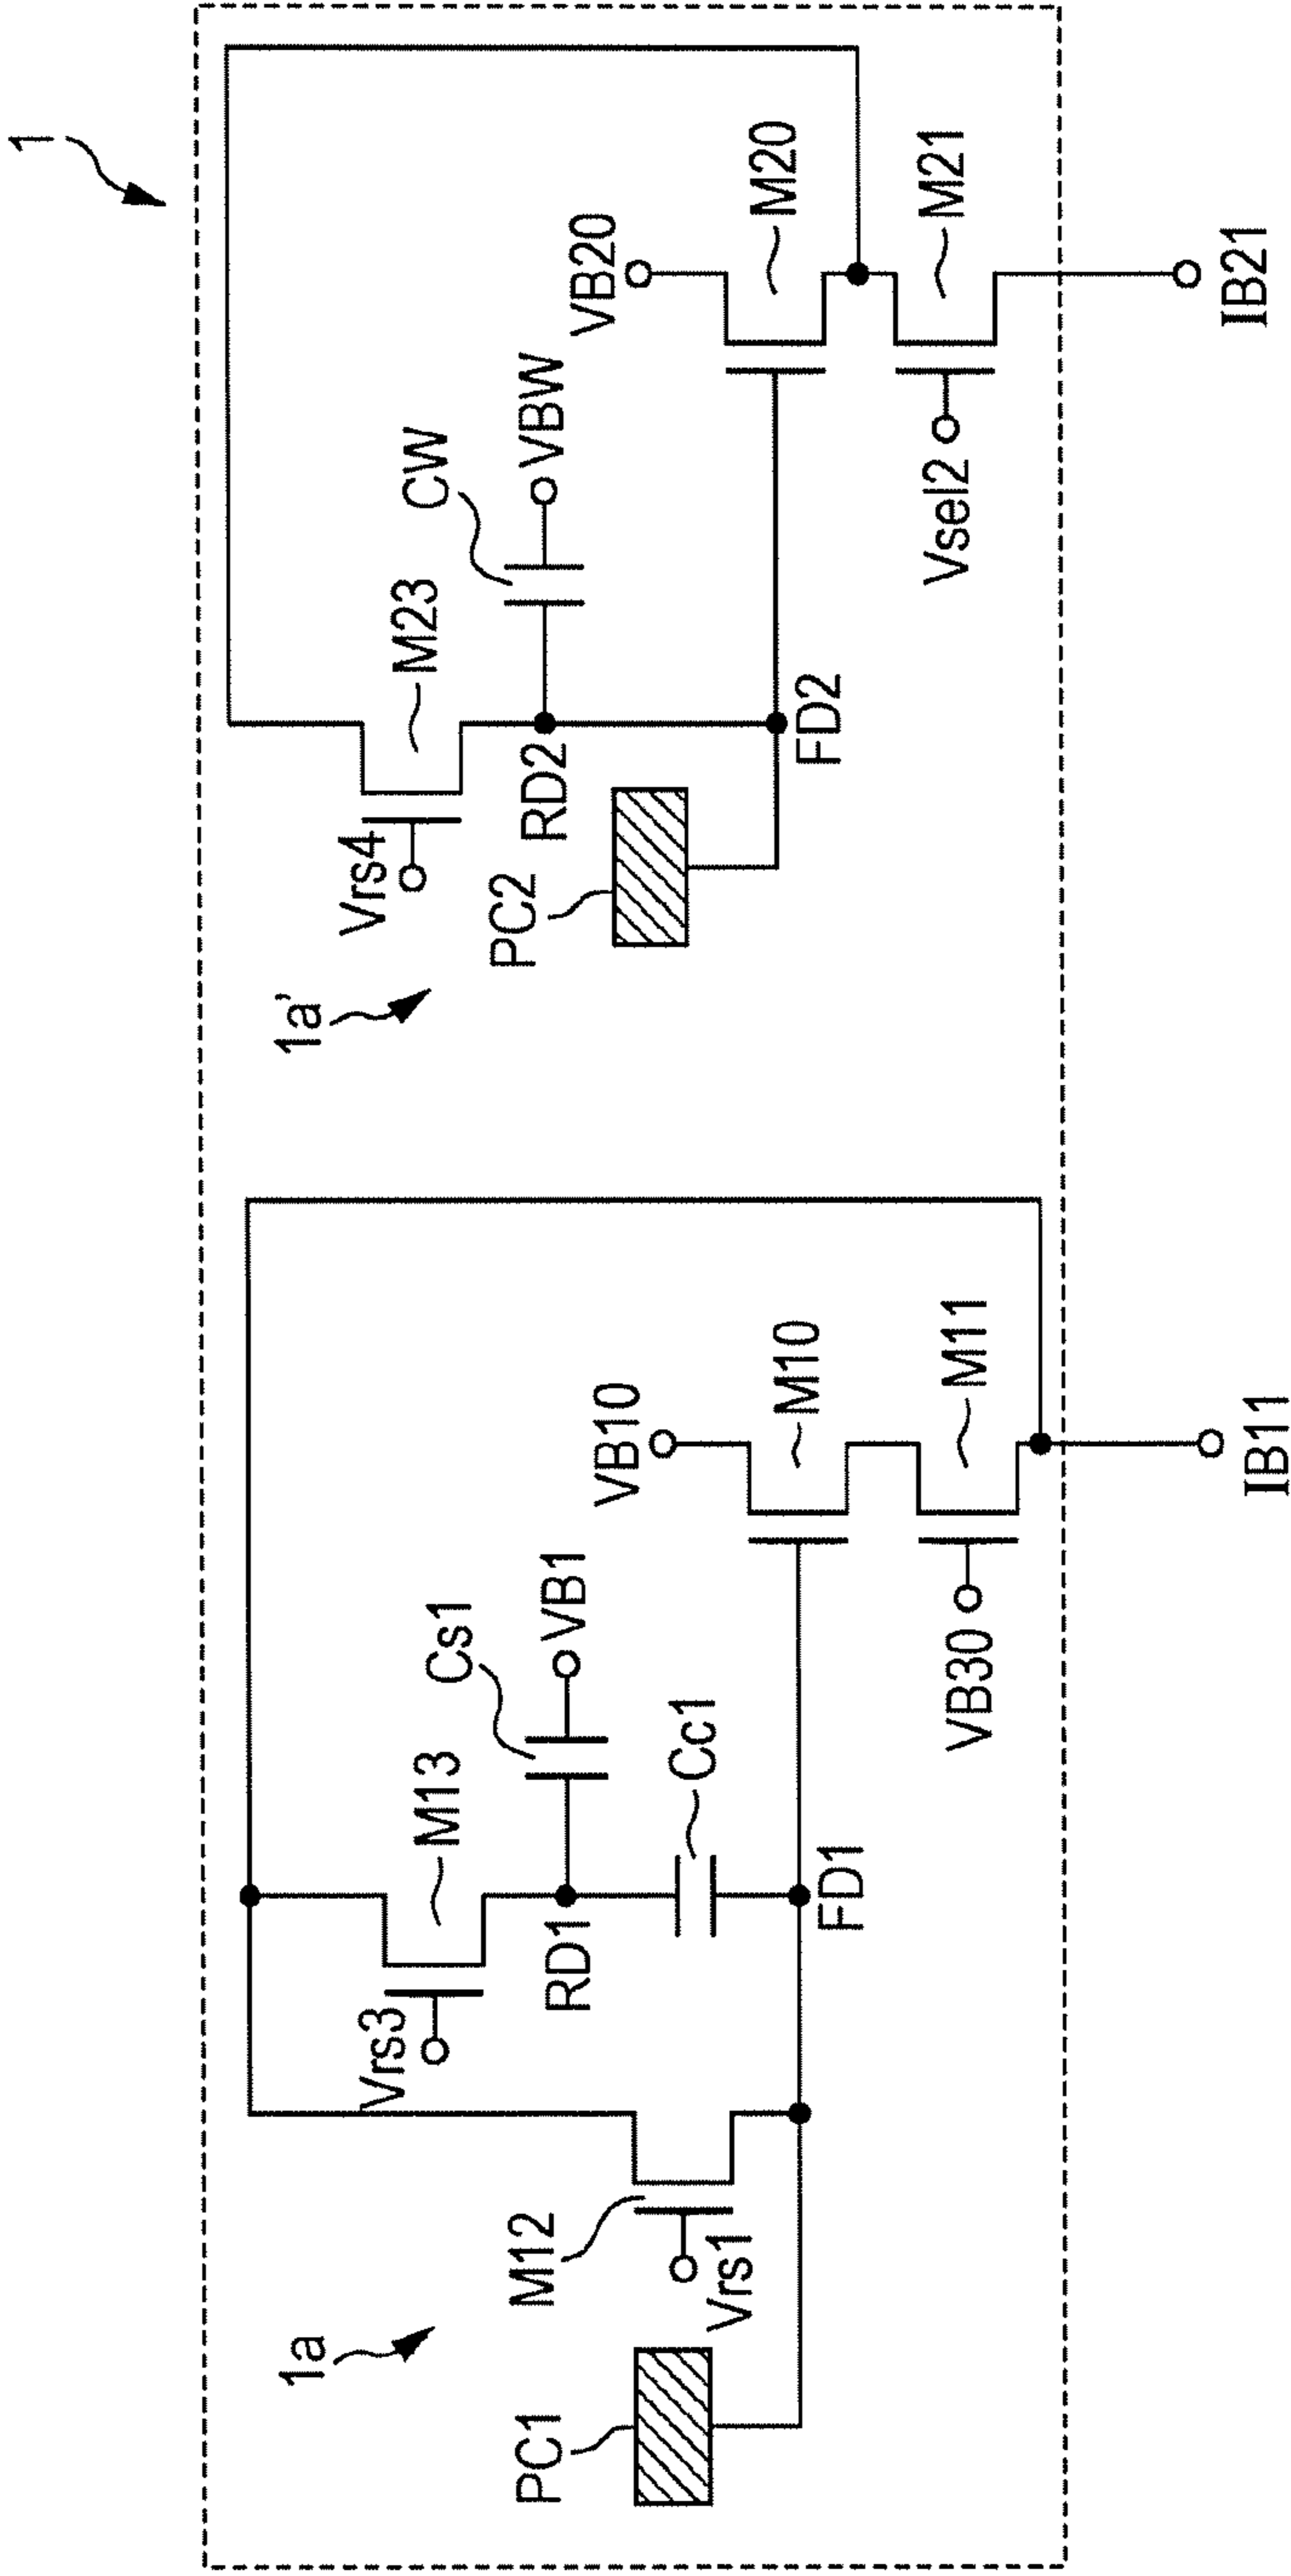 1
1a
PC1
M12
Vrs1
Vrs3
M13
RD1
Cs1
VB1
Cc1
FD1
VB10
M10
VB30
M11
IB11
1a'
PC2
Vrs4
M23
RD2
CW
VBW
FD2
VB20
M20
Vsel2
M21
IB21